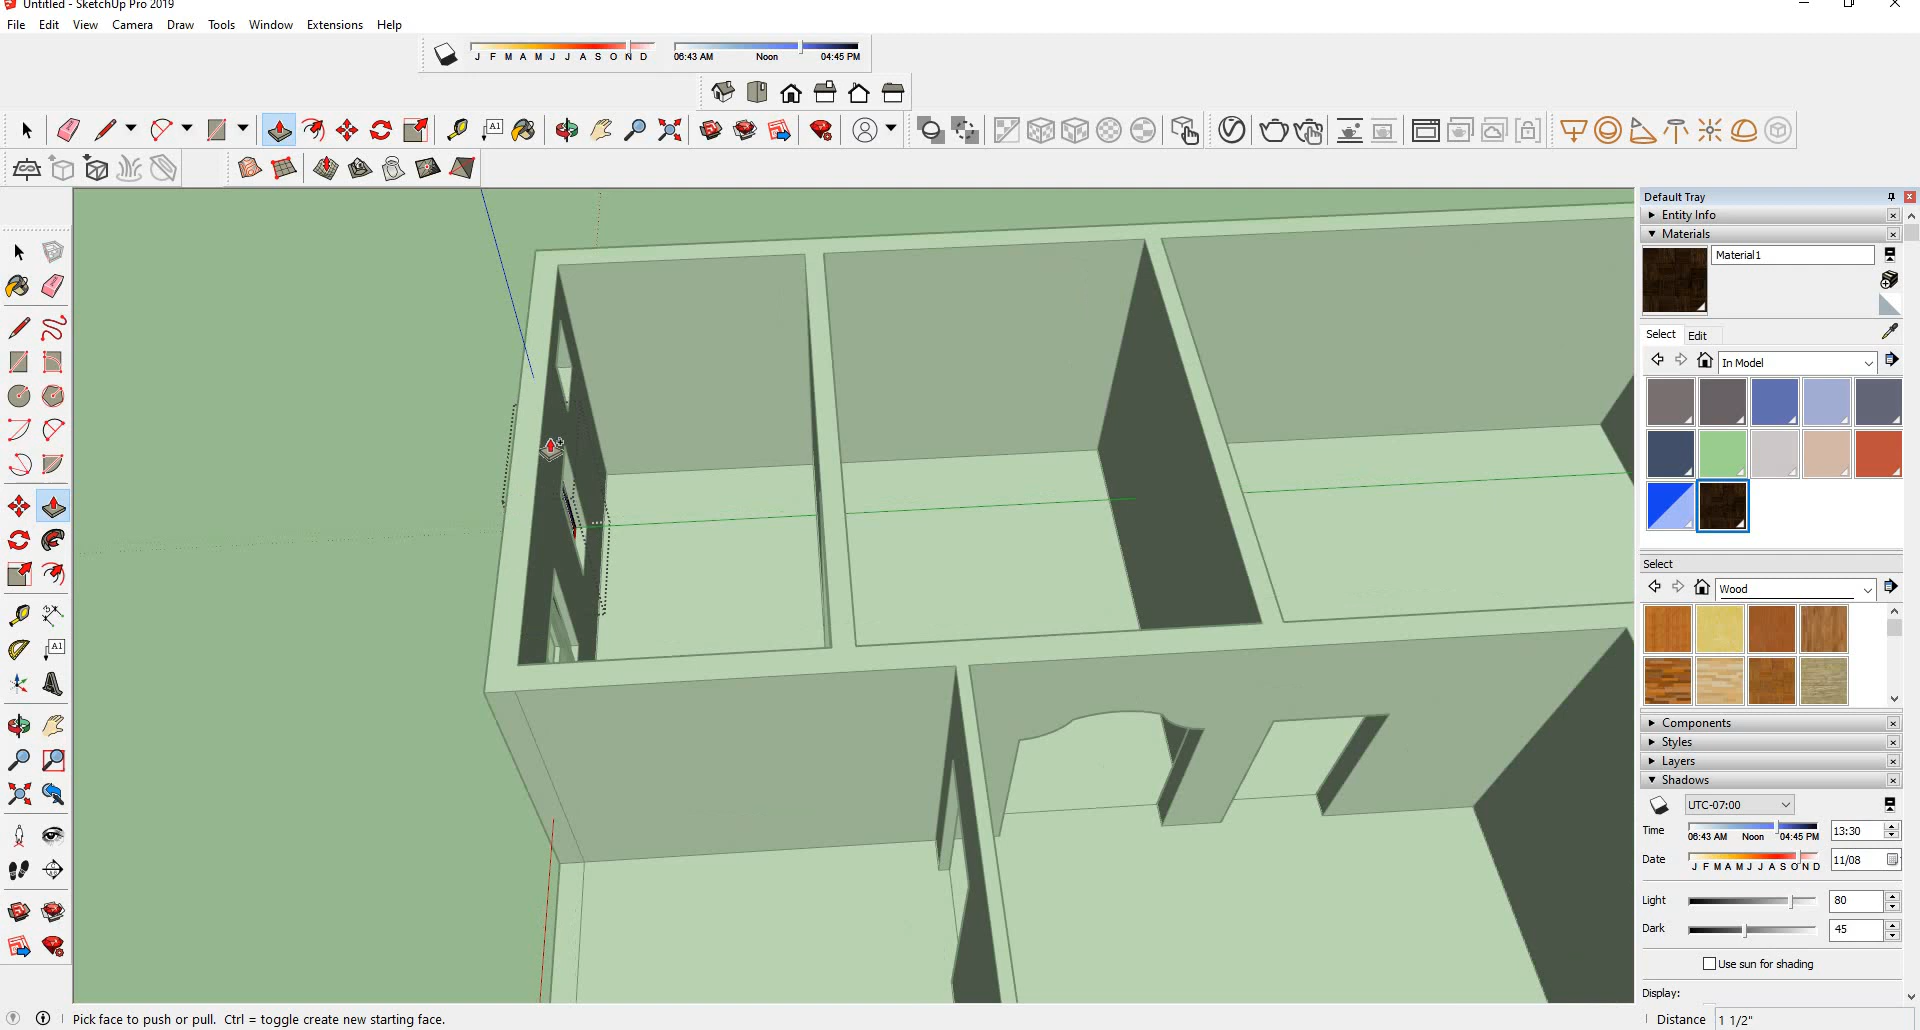 Untitled - SketchUp Pro 2019
File Edit View Camera Draw Tools Window Extensions Help
J F M A M J J A S O N D
06:43 AM Noon 04:45 PM
A1
Default Tray
Entity Info
Materials
Material1
Select Edit
In Model
Select
Wood
A1
Components
Styles
Layers
Shadows
UTC-07:00
Time 06:43 AM Noon 04:45 PM 13:30
Date J F M A M J J A S O N D 11/08
Light 80
Dark 45
Use sun for shading
Display:
Pick face to push or pull. Ctrl = toggle create new starting face.
Distance 1 1/2"